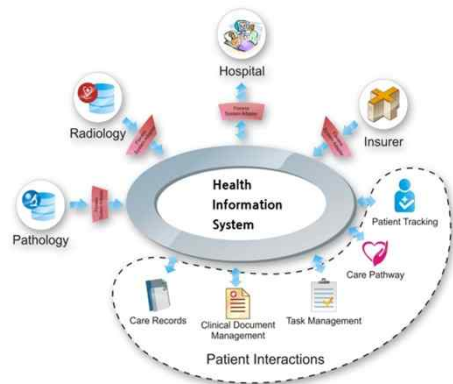 Hospital
Radiology
Insurer
Pathology
Health
Information
System
Patient Tracking
Care Pathway
Care Records
Clinical Document
Management
Task Management
Patient Interactions